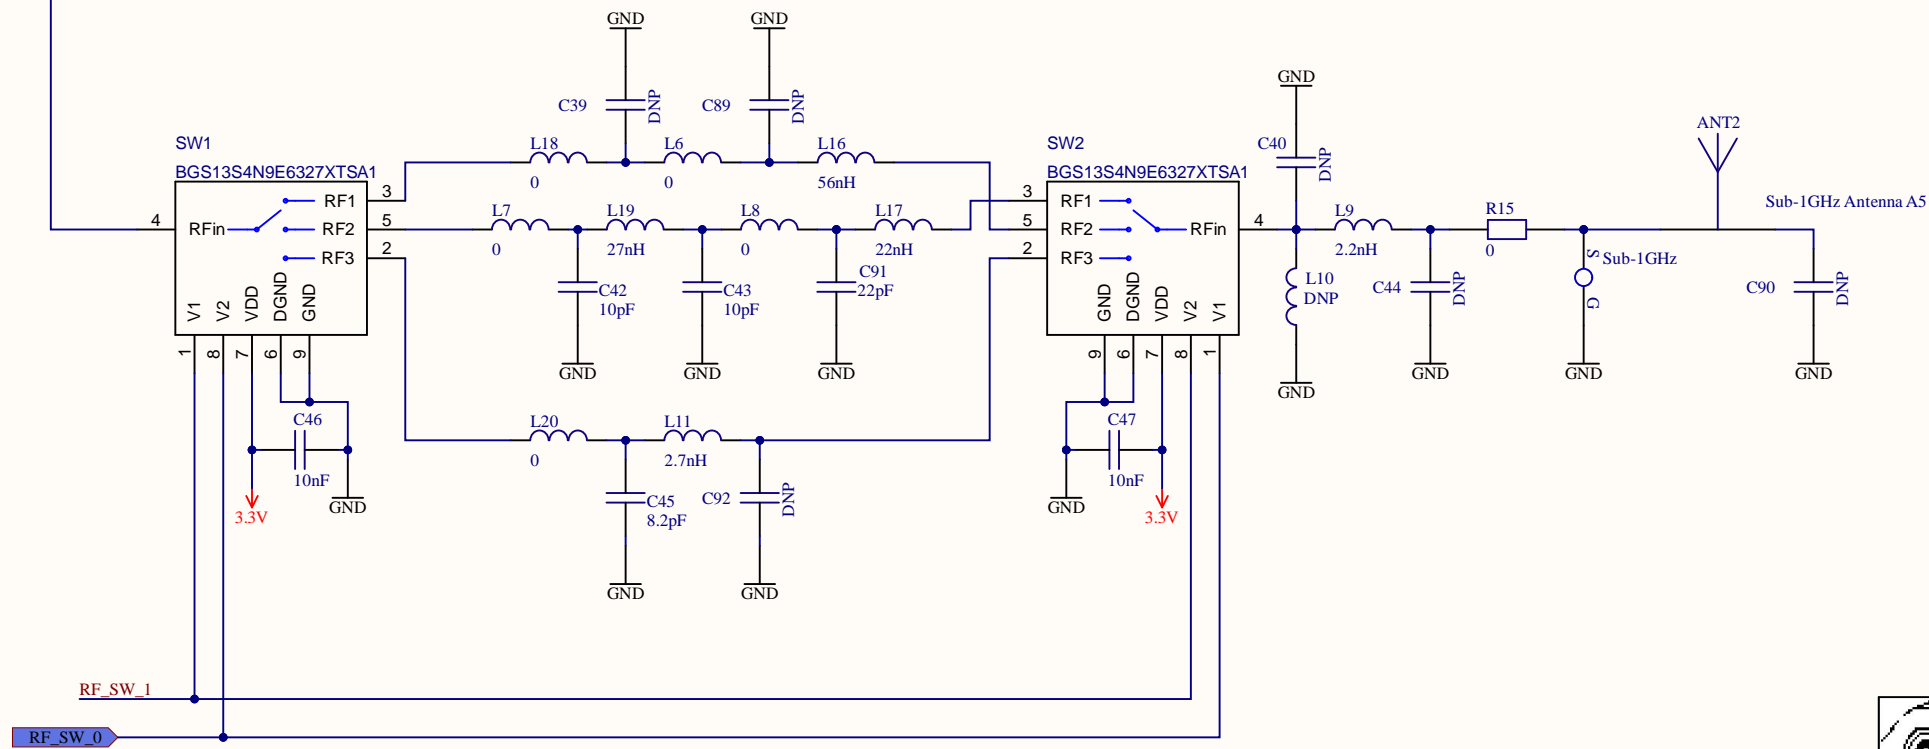 GND
GND
C39
DNP
C89
DNP
GND
C40
DNP
ANT2
SW1
BGS13S4N9E6327XTSA1
L18
0
L6
0
L16
56nH
SW2
BGS13S4N9E6327XTSA1
Sub-1GHz Antenna A5
4
RFin
RF1
RF2
RF3
3
5
2
V1
V2
VDD
DGND
GND
1
8
7
6
9
L7
0
L19
27nH
L8
0
L17
22nH
C42
10pF
C43
10pF
C91
22pF
GND
GND
GND
3
5
2
RF1
RF2
RF3
RFin
4
GND
DGND
VDD
V2
V1
9
6
7
8
1
L9
2.2nH
R15
0
L10
DNP
C44
DNP
S
Sub-1GHz
G
C90
DNP
GND
GND
GND
GND
C46
10nF
3.3V
GND
L20
0
L11
2.7nH
C45
8.2pF
C92
DNP
GND
GND
C47
10nF
GND
3.3V
RF_SW_1
RF_SW_0